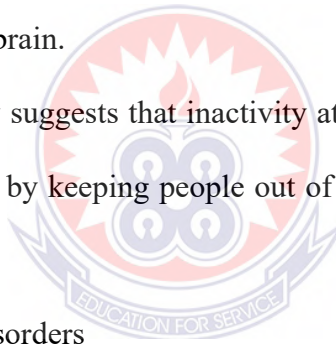 brain.
suggests that inactivity at
by keeping people out of
EDUCATION FOR SERVICE
sorders